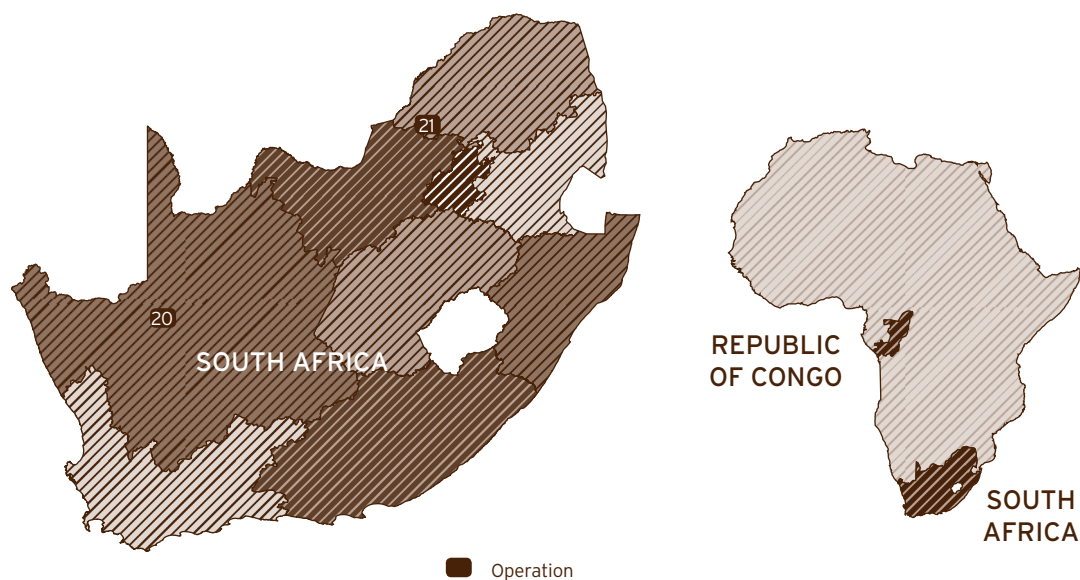 21
20
SOUTH AFRICA
REPUBLIC
OF CONGO
SOUTH
AFRICA
Operation